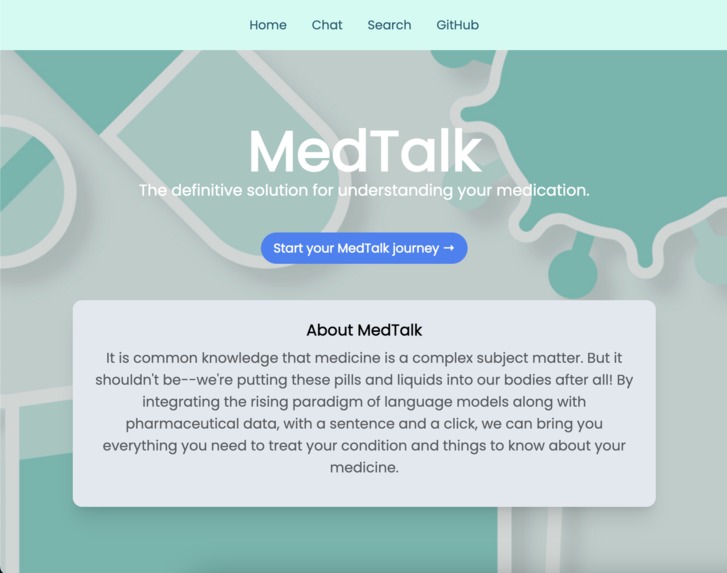 Home Chat Search GitHub
MedTalk
The definitive solution for understanding your medication.
Start your MedTalk journey →
About MedTalk
It is common knowledge that medicine is a complex subject matter. But it
shouldn't be--we're putting these pills and liquids into our bodies after all! By
integrating the rising paradigm of language models along with
pharmaceutical data, with a sentence and a click, we can bring you
everything you need to treat your condition and things to know about your
medicine.